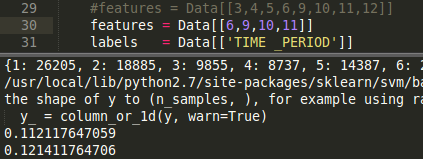 29 #features = Data[[3,4,5,6,9,10,11,12]]
30 features = Data[[6,9,10,11]]
31 labels = Data[['TIME _PERIOD']]
{1: 26205, 2: 18885, 3: 9855, 4: 8737, 5: 14387, 6: 2
/usr/local/lib/python2.7/site-packages/sklearn/svm/ba
the shape of y to (n_samples, ), for example using ra
y_ = column_or_1d(y, warn=True)
0.112117647059
0.121411764706